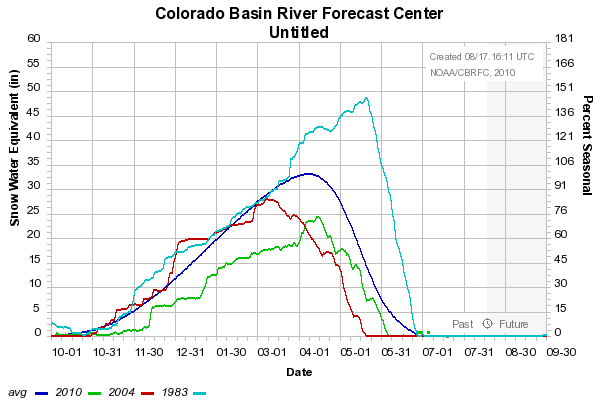 Colorado Basin River Forecast Center
Untitled
Created 08/17.16:11 UTC
NOAA/CBRFC, 2010
Snow Water Equivalent (in)
60
55
50
45
40
35
30
25
20
15
10
5
0
181
166
151
136
121
106
91
76
60
45
30
15
0
Percent Seasonal
Past Future
10-01 10-31 11-30 12-31 01-30 03-01 04-01 05-01 05-31 07-01 07-31 08-30 09-30
Date
avg 2010 2004 1983